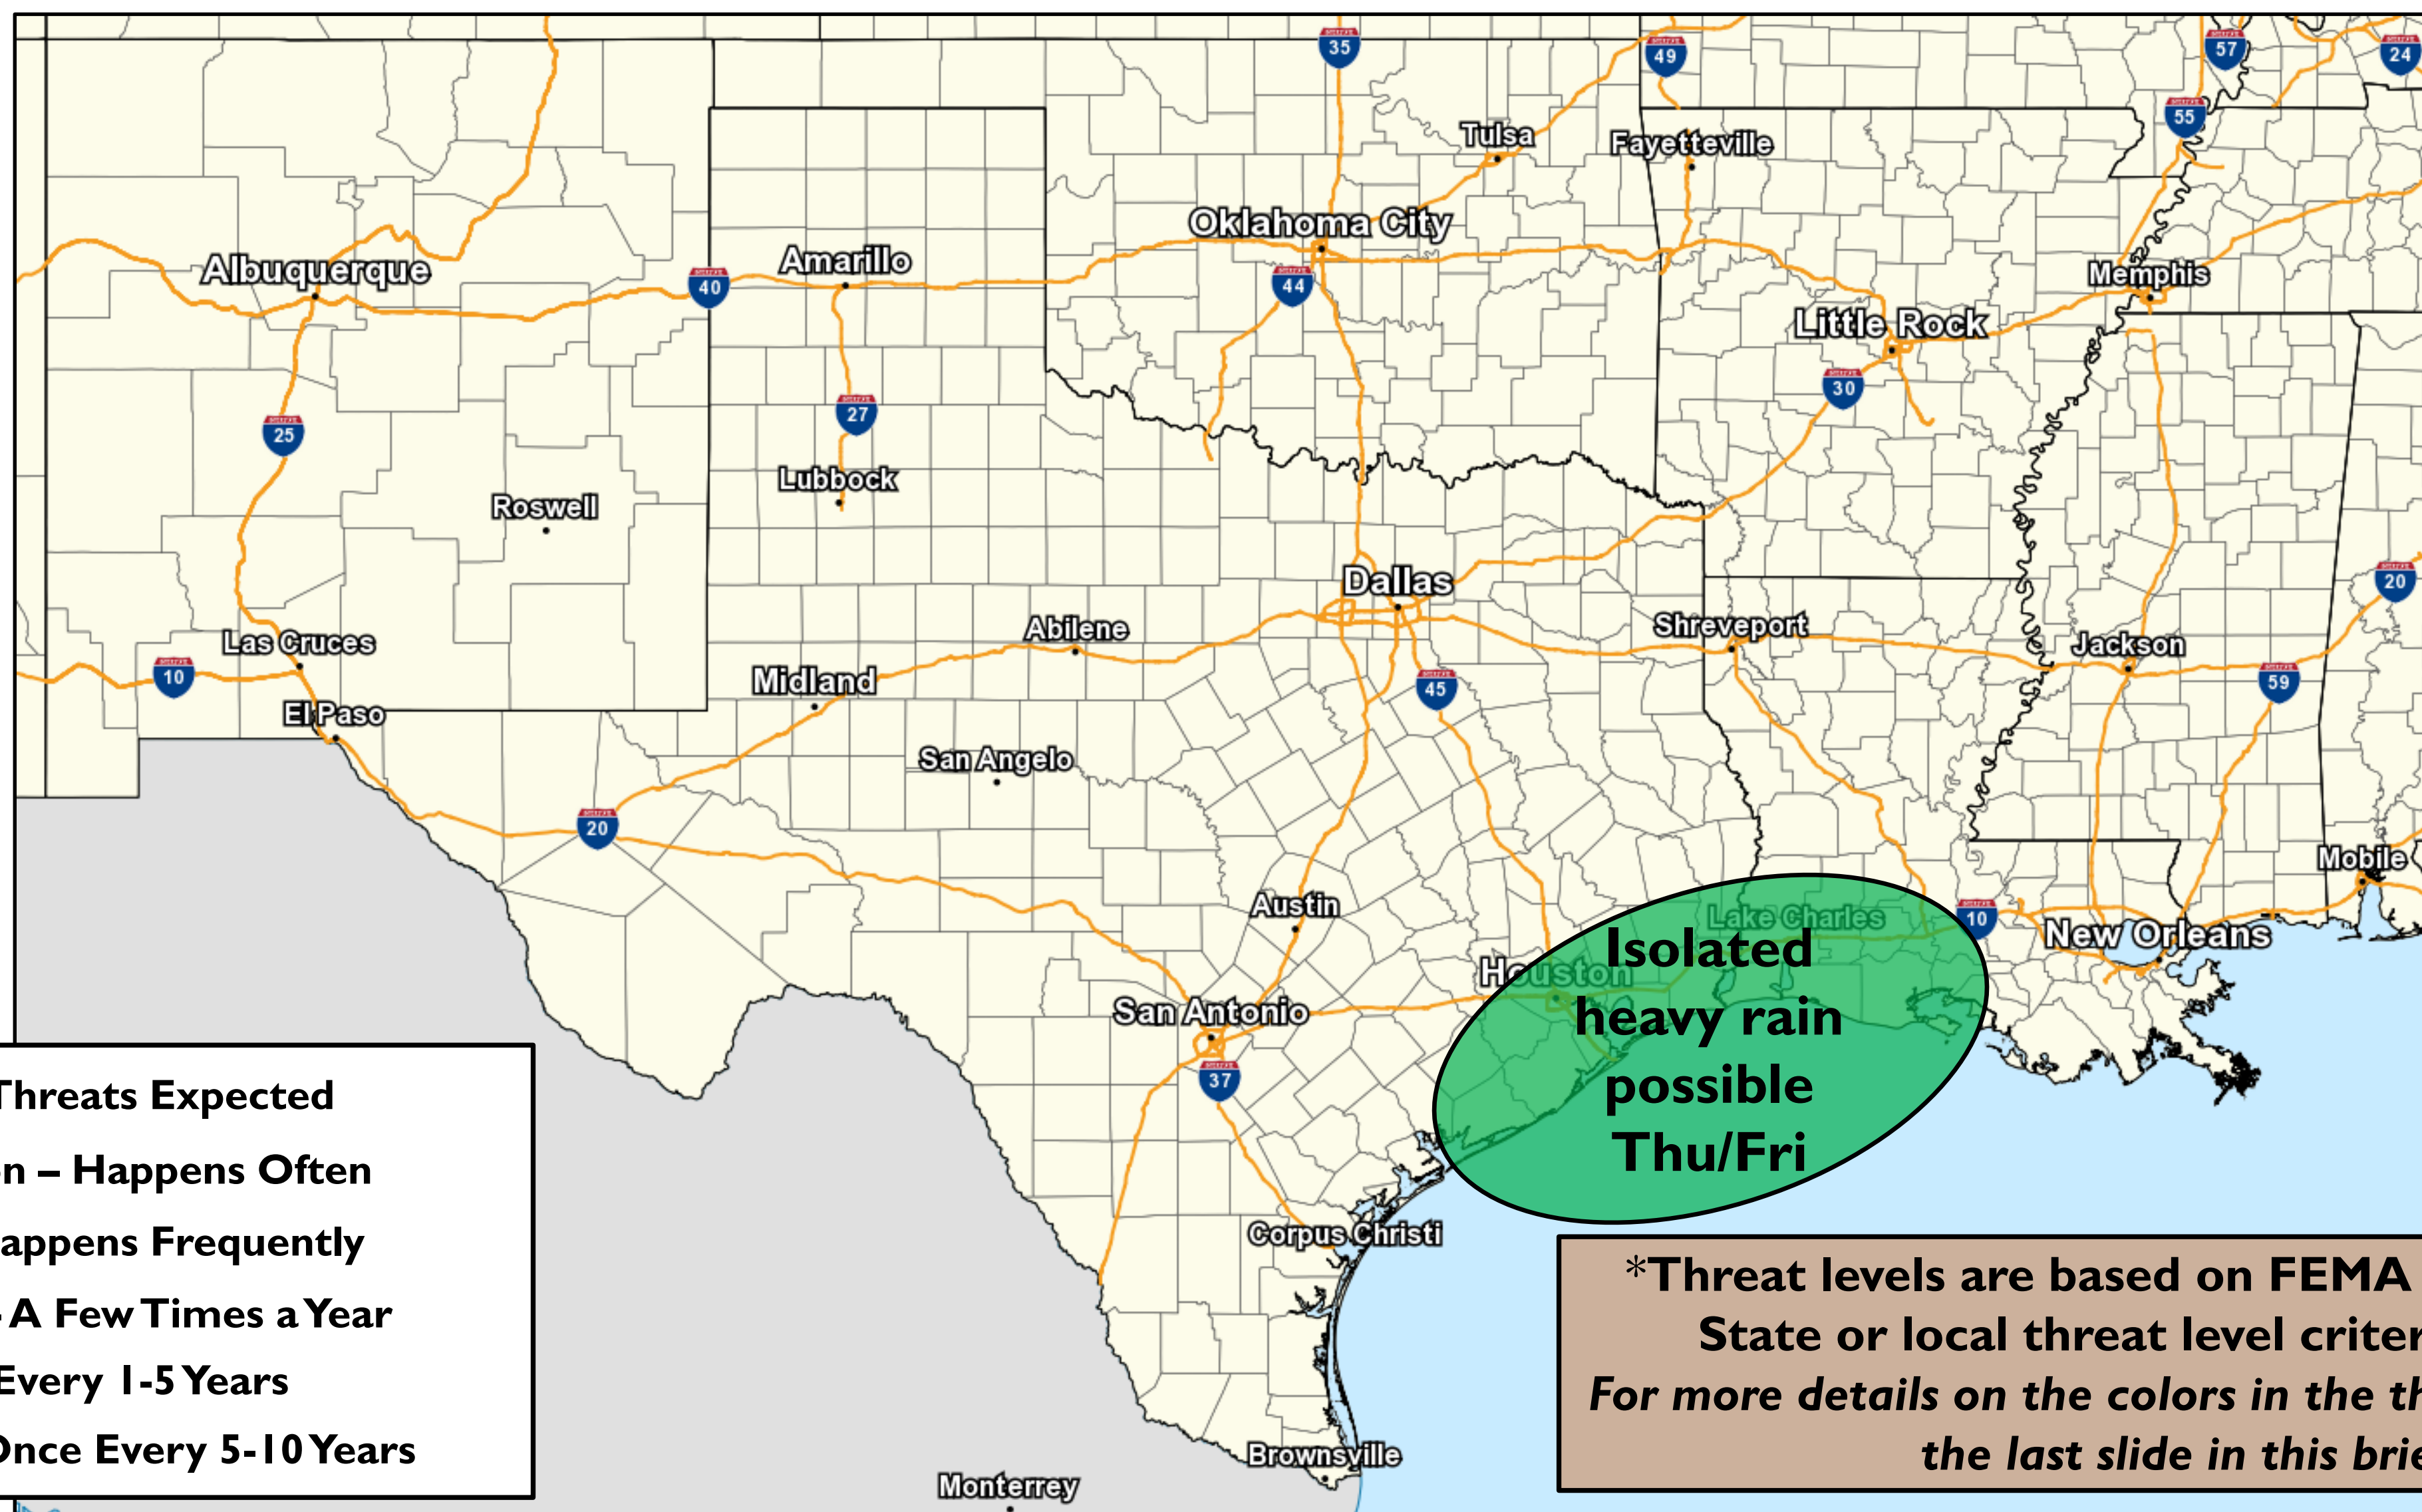 35
49
57
24
55
Tulsa
Fayetteville
Oklahoma City
Albuquerque
Amarillo
40
44
Memphis
Little Rock
30
27
25
Lubbock
Roswell
Dallas
20
Las Cruces
Abilene
Shreveport
Jackson
10
Midland
45
59
El Paso
San Angelo
20
Mobile
Austin
Lake Charles
10
New Orleans
Houston
San Antonio
37
Isolated
heavy rain
possible
Thu/Fri
Corpus Christi
Brownsville
Monterrey
Threats Expected
n – Happens Often
appens Frequently
- A Few Times a Year
Every 1-5 Years
Once Every 5-10 Years
*Threat levels are based on FEMA
State or local threat level criter
For more details on the colors in the th
the last slide in this brie